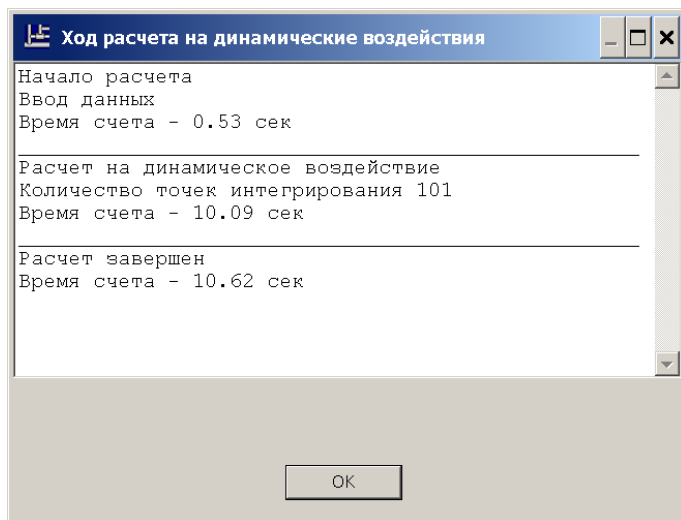 Ход расчета на динамические воздействия
Начало расчета
Ввод данных
Время счета - 0.53 сек
Расчет на динамическое воздействие
Количество точек интегрирования 101
Время счета - 10.09 сек
Расчет завершен
Время счета - 10.62 сек
OK